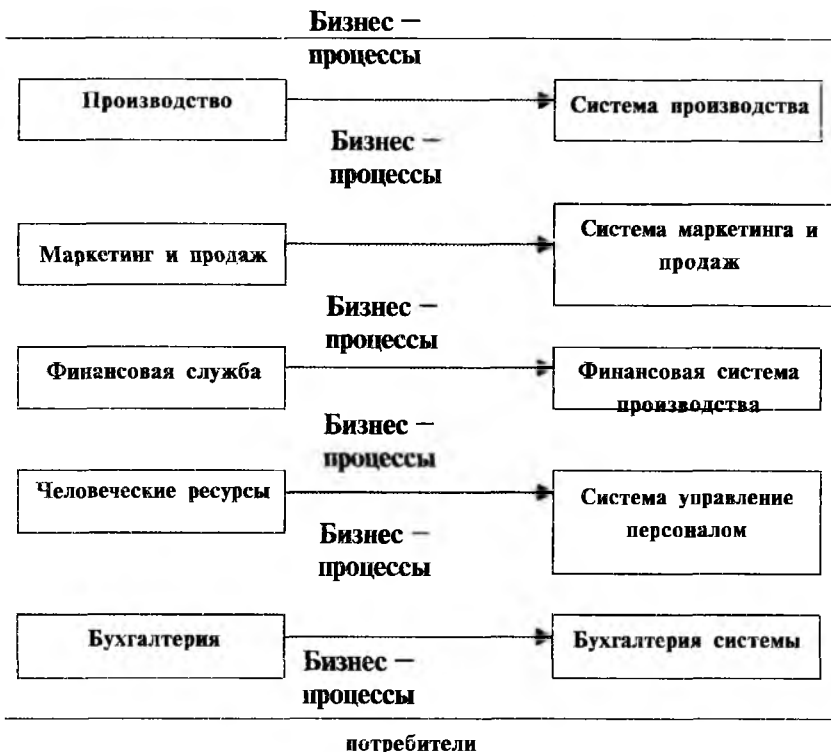 Бизнес —
процессы
Производство
Система производства
Бизнес —
процессы
Маркетинг и продаж
Система маркетинга и
продаж
Бизнес —
процессы
Финансовая служба
Финансовая система
производства
Бизнес —
процессы
Человеческие ресурсы
Система управление
персоналом
Бизнес —
процессы
Бухгалтерия
Бухгалтерия системы
Бизнес —
процессы
потребители